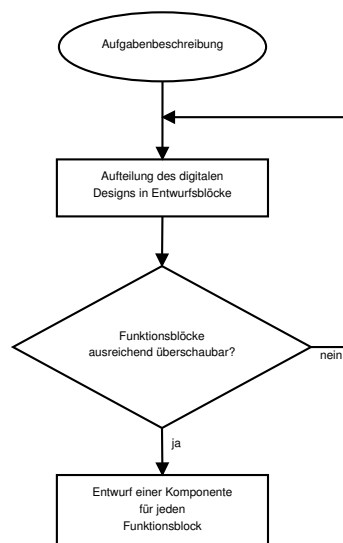 Aufgabenbeschreibung
Aufteilung des digitalen
Designs in Entwurfsblöcke
Funktionsblöcke
ausreichend überschaubar?
nein
ja
Entwurf einer Komponente
für jeden
Funktionsblock